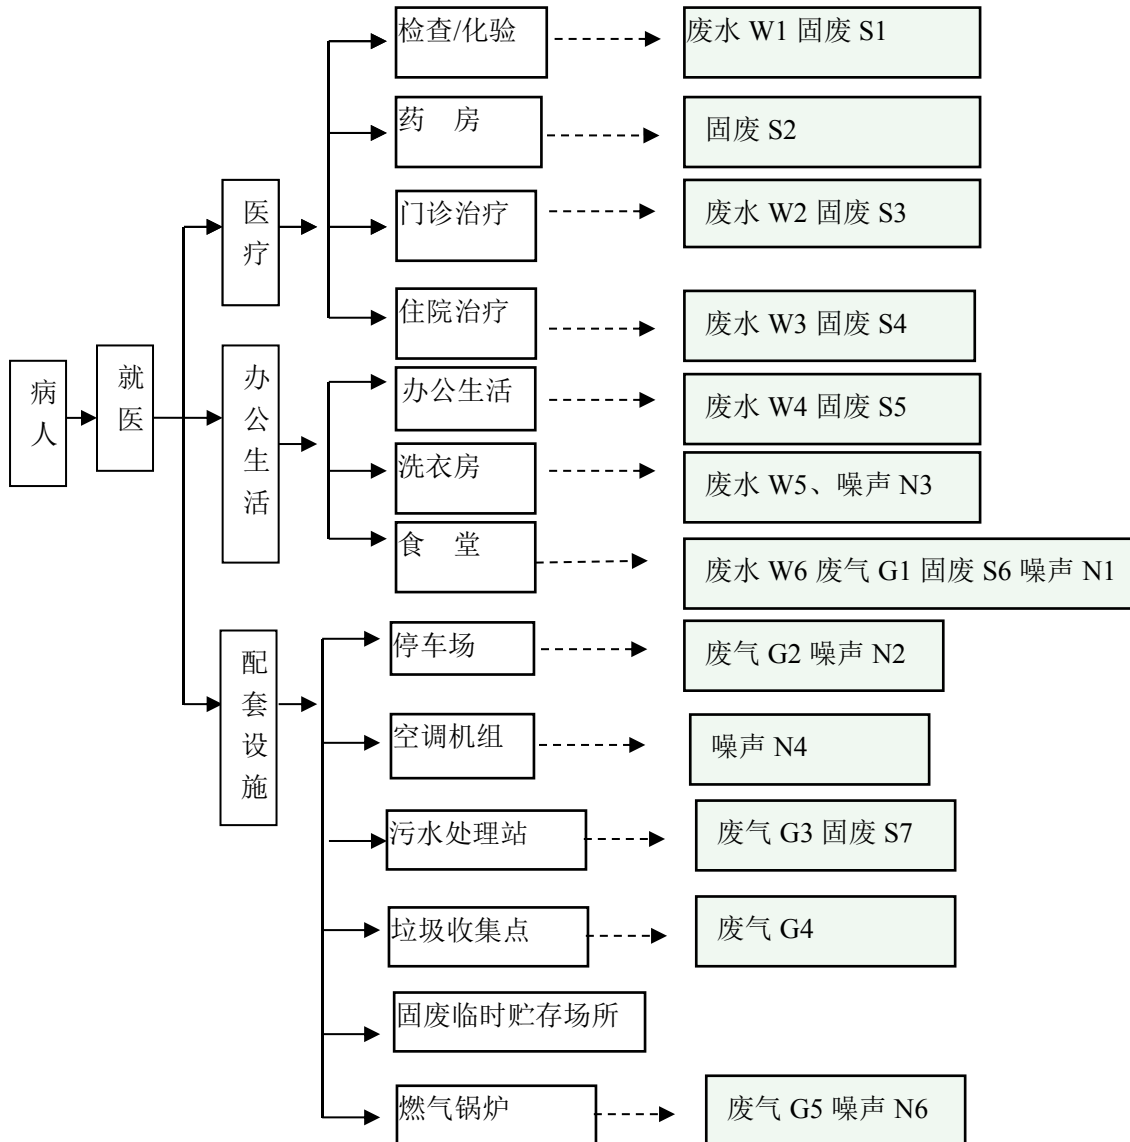 检查/化验
废水 W1 固废 S1
药 房
固废 S2
医疗
门诊治疗
废水 W2 固废 S3
住院治疗
废水 W3 固废 S4
病人
就医
办公生活
办公生活
废水 W4 固废 S5
洗衣房
废水 W5、噪声 N3
食 堂
废水 W6 废气 G1 固废 S6 噪声 N1
配套设施
停车场
废气 G2 噪声 N2
空调机组
噪声 N4
污水处理站
废气 G3 固废 S7
垃圾收集点
废气 G4
固废临时贮存场所
燃气锅炉
废气 G5 噪声 N6